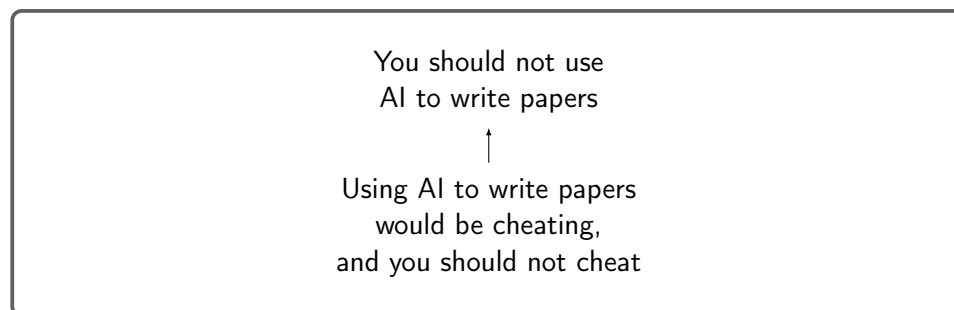 You should not use
AI to write papers
Using AI to write papers
would be cheating,
and you should not cheat